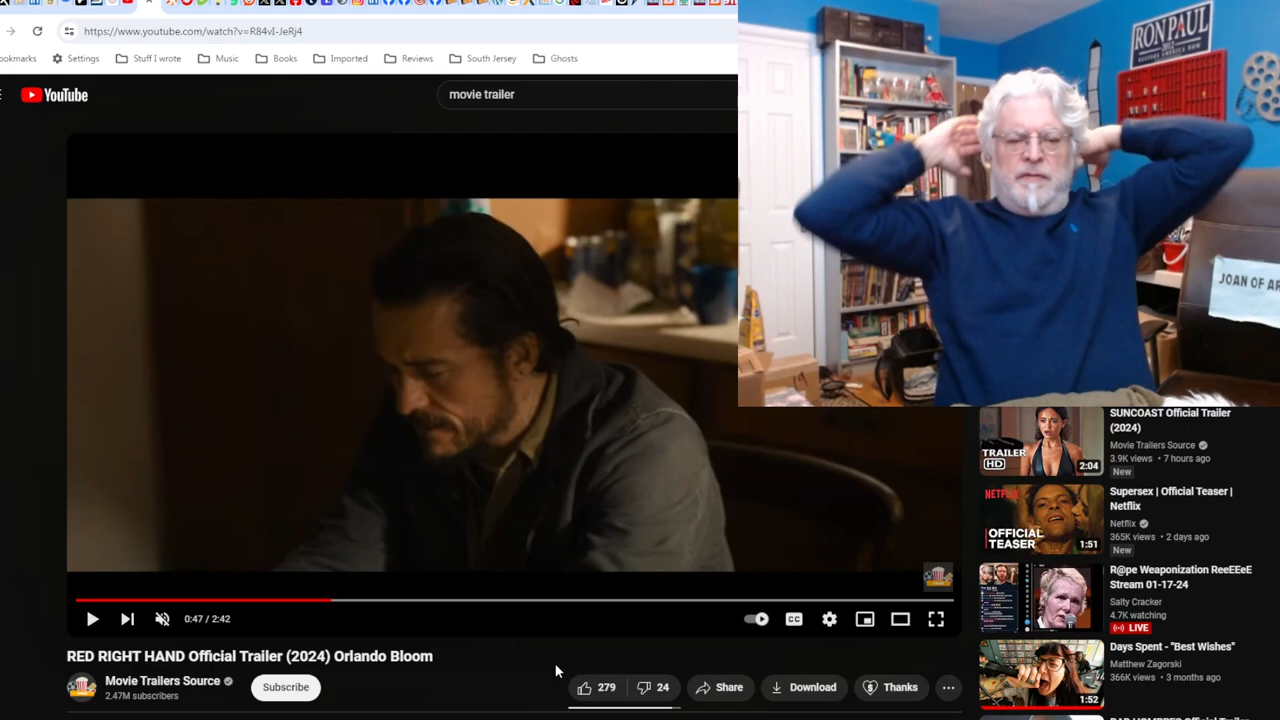 https://www.youtube.com/watch?v=R84vI-JeRj4
Settings
Stuff I wrote
Music
Books
Imported
Reviews
South Jersey
Ghosts
YouTube
movie trailer
RON PAUL
2012
JOAN OF AR
0:47 / 2:42
CC
RED RIGHT HAND Official Trailer (2024) Orlando Bloom
Movie Trailers Source
2.47M subscribers
Subscribe
279
24
Share
Download
Thanks
TRAILER
HD
2:04
SUNCOAST Official Trailer
(2024)
Movie Trailers Source
3.9K views • 7 hours ago
New
NETFLIX
OFFICIAL
TEASER
1:51
Supersex | Official Teaser |
Netflix
Netflix
365K views • 2 days ago
New
R@pe Weaponization ReeEEeE
Stream 01-17-24
Salty Cracker
4.7K watching
LIVE
1:52
Days Spent - "Best Wishes"
Matthew Zagorski
366K views • 3 months ago